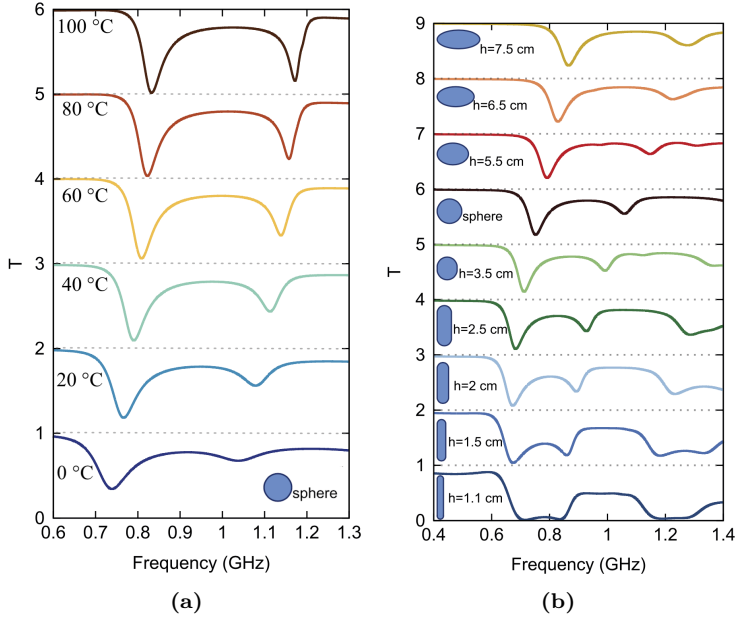 6
100 °C
5
80 °C
4
60 °C
3
40 °C
2
20 °C
1
0 °C
0
sphere
T
0.6 0.7 0.8 0.9 1 1.1 1.2 1.3
Frequency (GHz)
(a)
9
h=7.5 cm
8
h=6.5 cm
7
h=5.5 cm
6
sphere
5
h=3.5 cm
4
h=2.5 cm
3
h=2 cm
2
h=1.5 cm
1
h=1.1 cm
0
T
0.4 0.6 0.8 1 1.2 1.4
Frequency (GHz)
(b)